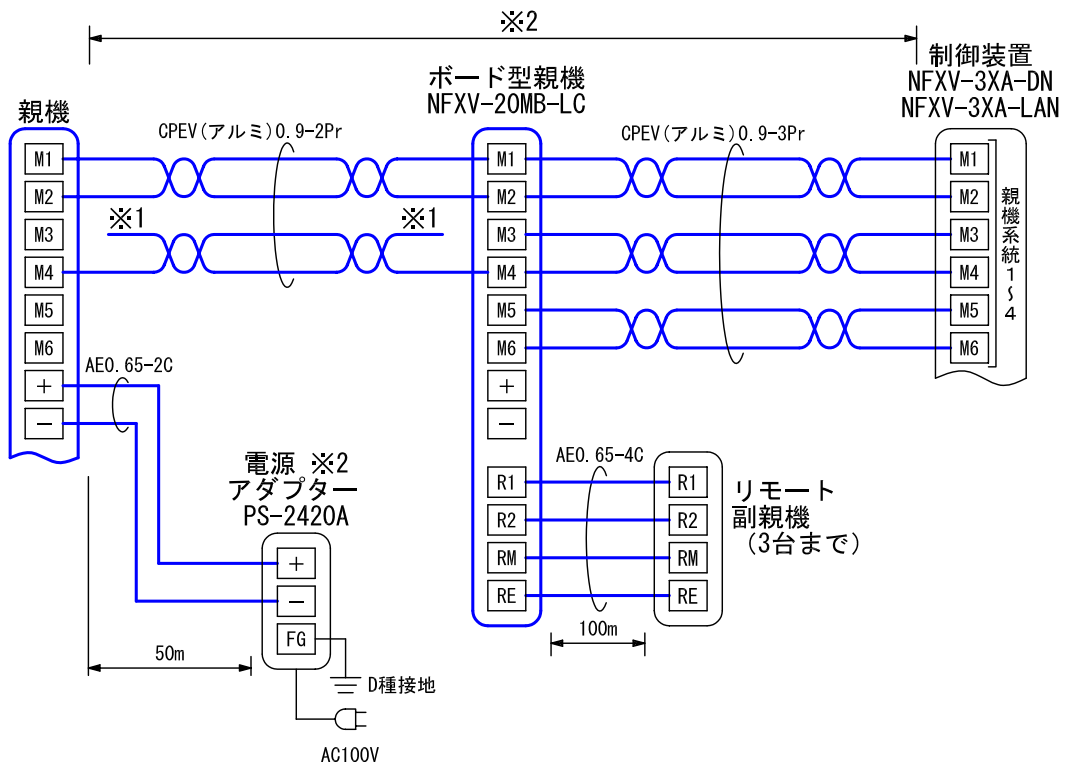 ※2
制御装置
NFXV-3XA-DN
NFXV-3XA-LAN
ボード型親機
NFXV-20MB-LC
親機
CPEV(アルミ)0.9-2Pr
CPEV(アルミ)0.9-3Pr
M1
M2
M3
M4
M5
M6
+
-
※1
※1
M1
M2
M3
M4
M5
M6
+
-
R1
R2
RM
RE
M1
M2
M3
M4
M5
M6
親機系統1~4
AE0.65-2C
電源 ※2
アダプター
PS-2420A
+
-
FG
D種接地
AC100V
50m
AE0.65-4C
R1
R2
RM
RE
リモート
副親機
(3台まで)
100m